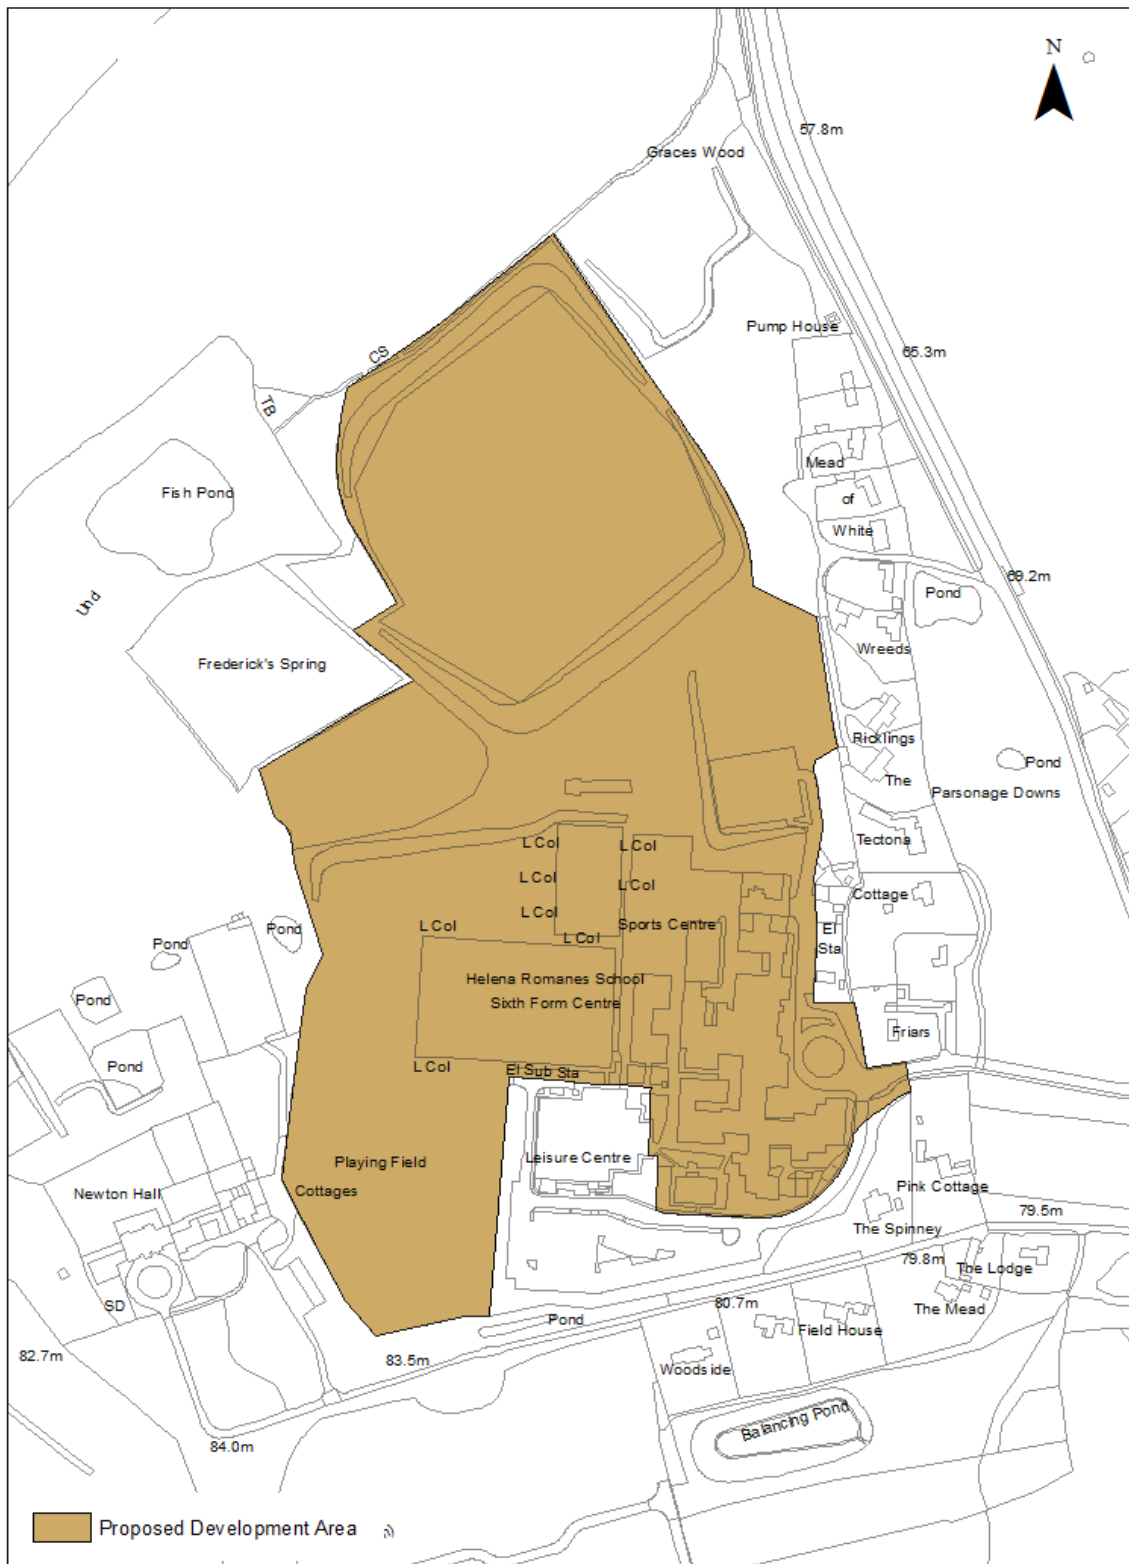 N
57.8m
Graces Wood
Pump House
65.3m
CS
TB
Mead
of
White
Fish Pond
69.2m
Pond
Und
Wreeds
Frederick's Spring
Ricklings
The
Pond
Parsonage Downs
Tectona
L Col
L Col
L Col
L Col
Cottage
L Col
L Col
Sports Centre
L Col
El
Sta
Pond
Pond
Helena Romanes School
Sixth Form Centre
Pond
Friars
L Col
El Sub Sta
Pond
Playing Field
Leisure Centre
Newton Hall
Cottages
Pink Cottage
79.5m
The Spinney
79.8m
The Lodge
SD
80.7m
The Mead
Pond
Field House
82.7m
83.5m
Woodside
Balancing Pond
84.0m
Proposed Development Area